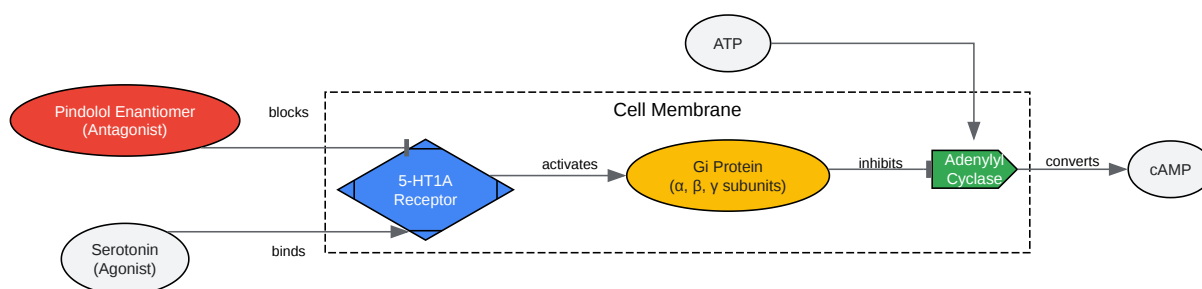 ATP
Pindolol Enantiomer
(Antagonist)
blocks
Cell Membrane
5-HT1A
Receptor
activates
Gi Protein
(α, β, γ subunits)
inhibits
Adenylyl
Cyclase
converts
cAMP
Serotonin
(Agonist)
binds